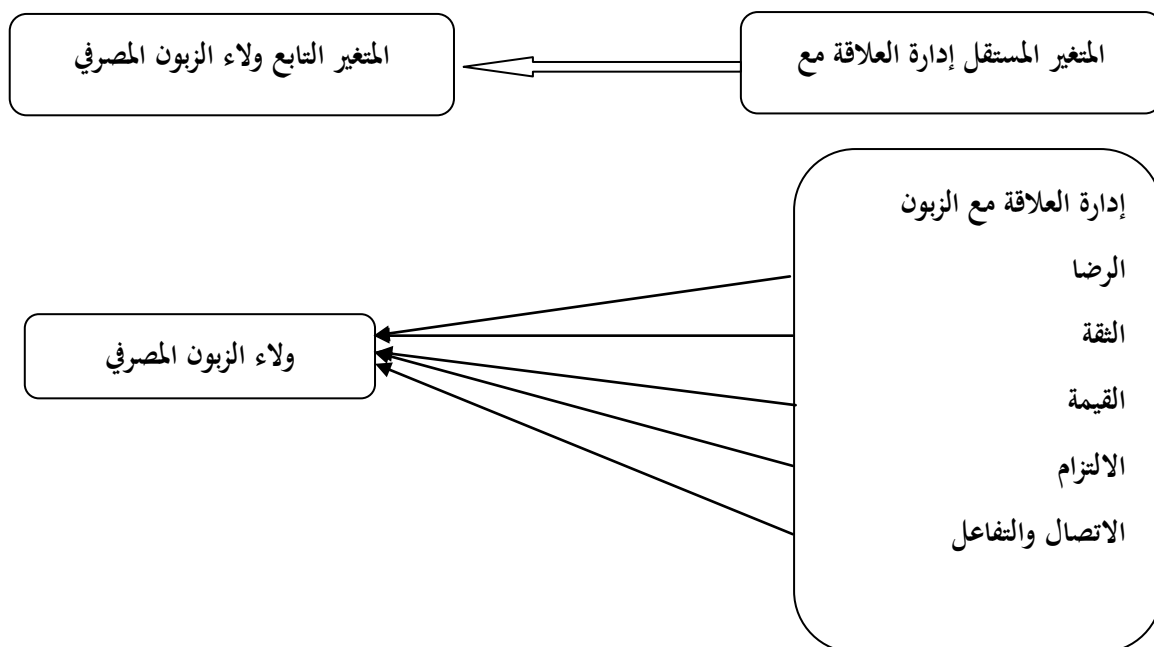 المتغير المستقل إدارة العلاقة مع
المتغير التابع ولاء الزبون المصرفي
إدارة العلاقة مع الزبون
الرضا
الثقة
القيمة
الالتزام
الاتصال والتفاعل
ولاء الزبون المصرفي